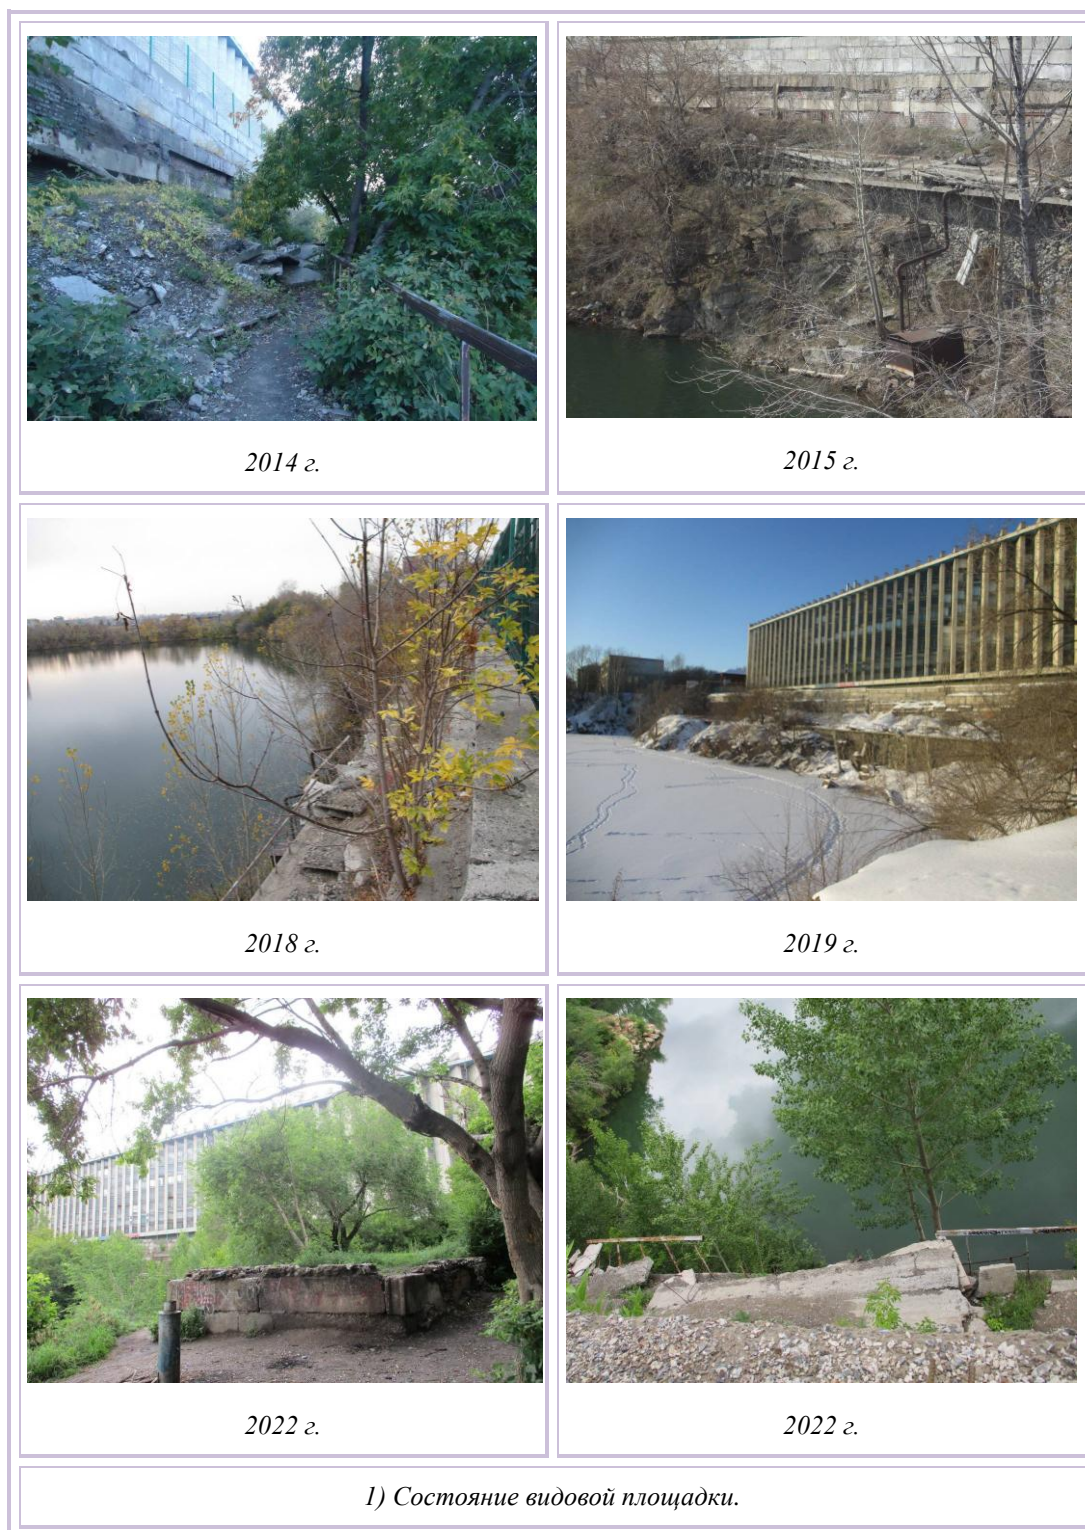 2014 г.
2015 г.
2018 г.
2019 г.
2022 г.
2022 г.
1) Состояние видовой площадки.